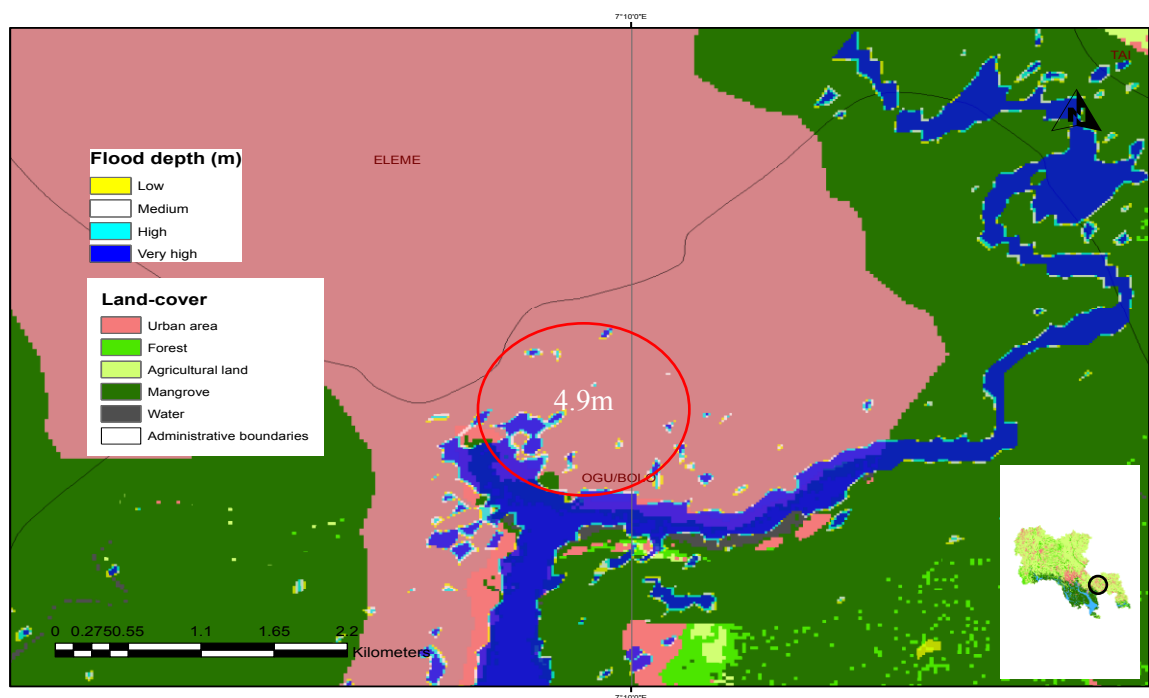 7°10'0"E
TAI
N
ELEME
Flood depth (m)
Low
Medium
High
Very high
Land-cover
Urban area
Forest
Agricultural land
Mangrove
Water
Administrative boundaries
4.9m
OGU/BOLO
0 0.275 0.55 1.1 1.65 2.2
Kilometers
7°10'0"E